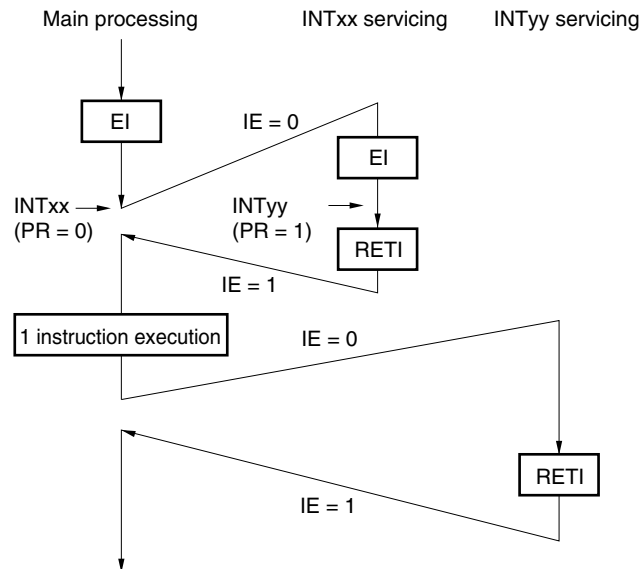 Main processing INTxx servicing INTyy servicing
EI
IE = 0
EI
INTxx
(PR = 0)
INTyy
(PR = 1)
RETI
IE = 1
1 instruction execution
IE = 0
RETI
IE = 1